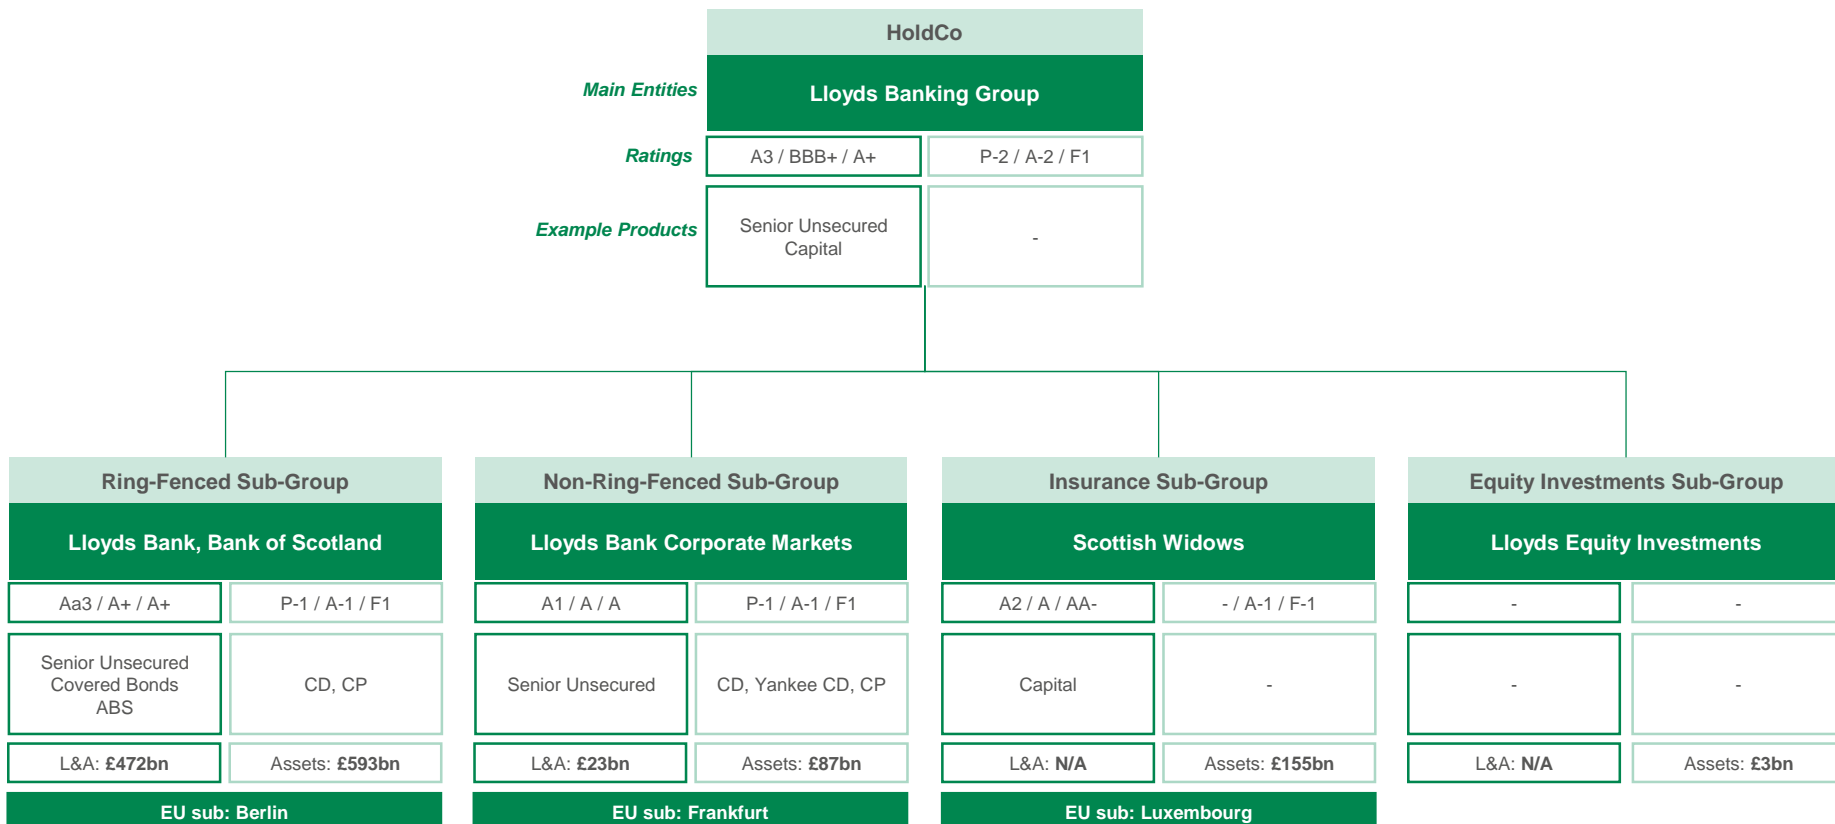 HoldCo
Main Entities
Lloyds Banking Group
Ratings
A3 / BBB+ / A+
P-2 / A-2 / F1
Example Products
Senior Unsecured
Capital
-
Ring-Fenced Sub-Group
Lloyds Bank, Bank of Scotland
Aa3 / A+ / A+
P-1 / A-1 / F1
Senior Unsecured
Covered Bonds
ABS
CD, CP
L&A: £472bn
Assets: £593bn
EU sub: Berlin
Non-Ring-Fenced Sub-Group
Lloyds Bank Corporate Markets
A1 / A / A
P-1 / A-1 / F1
Senior Unsecured
CD, Yankee CD, CP
L&A: £23bn
Assets: £87bn
EU sub: Frankfurt
Insurance Sub-Group
Scottish Widows
A2 / A / AA-
- / A-1 / F-1
Capital
-
L&A: N/A
Assets: £155bn
EU sub: Luxembourg
Equity Investments Sub-Group
Lloyds Equity Investments
-
-
-
-
L&A: N/A
Assets: £3bn